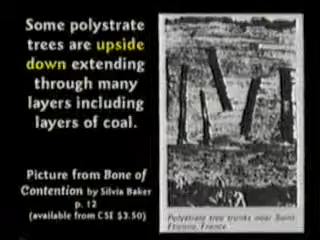 Some polystrate
trees are upside
down extending
through many
layers including
layers of coal.
Picture from Bone of
Contention by Silvia Baker
p. 12
(available from CSE $3.50)
Polystrate tree trunks near Saint
Etienne, France.